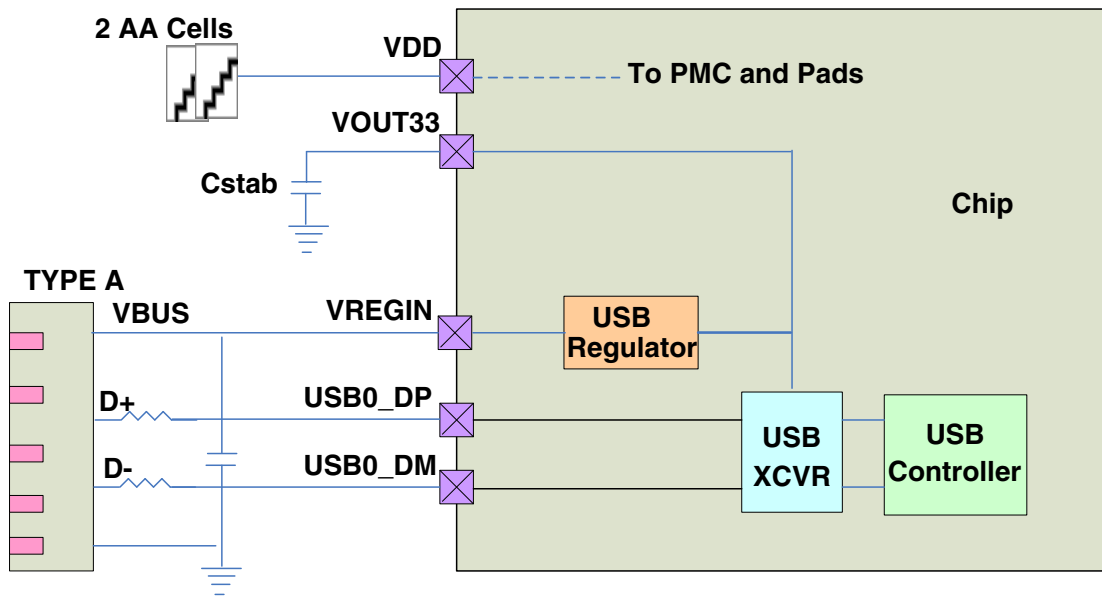 2 AA Cells
VDD
To PMC and Pads
VOUT33
Cstab
Chip
TYPE A
VBUS
VREGIN
USB
Regulator
D+
USB0_DP
D-
USB0_DM
USB
XCVR
USB
Controller